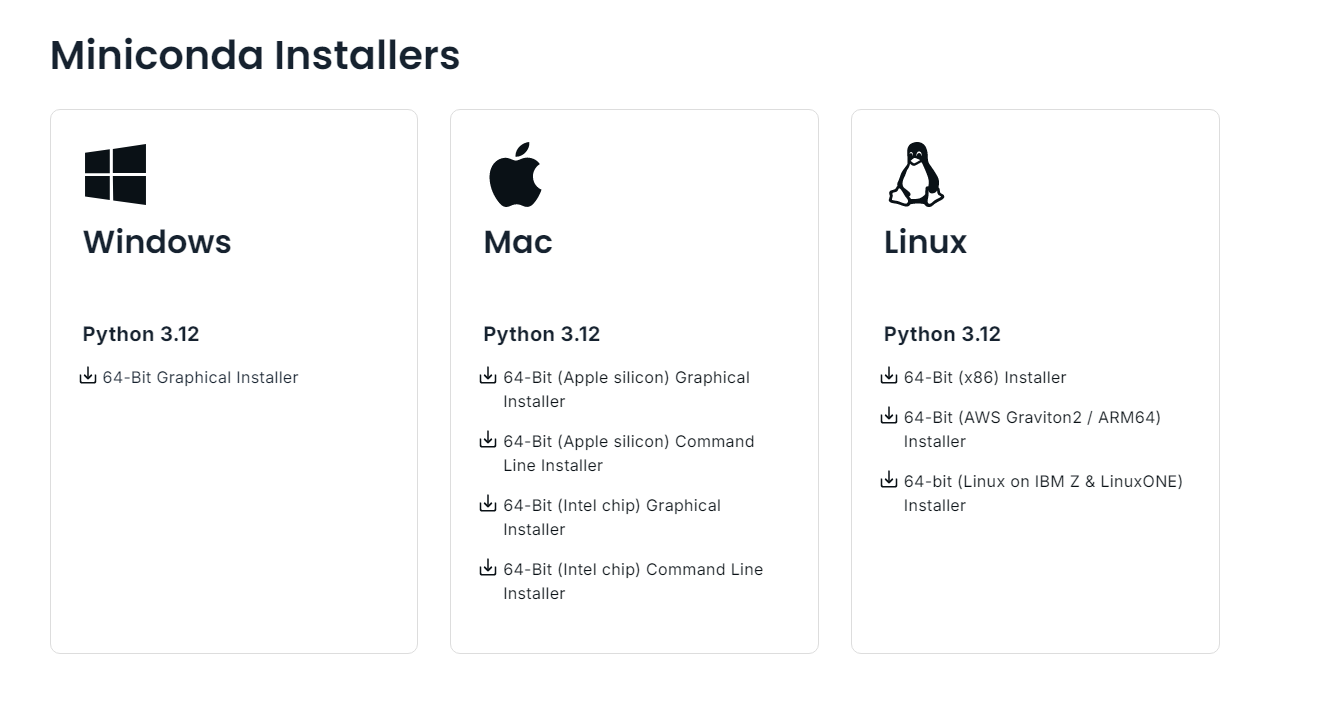 Miniconda Installers
Windows
Python 3.12
64-Bit Graphical Installer
Mac
Python 3.12
64-Bit (Apple silicon) Graphical
Installer
64-Bit (Apple silicon) Command
Line Installer
64-Bit (Intel chip) Graphical
Installer
64-Bit (Intel chip) Command Line
Installer
Linux
Python 3.12
64-Bit (x86) Installer
64-Bit (AWS Graviton2 / ARM64)
Installer
64-bit (Linux on IBM Z & LinuxONE)
Installer